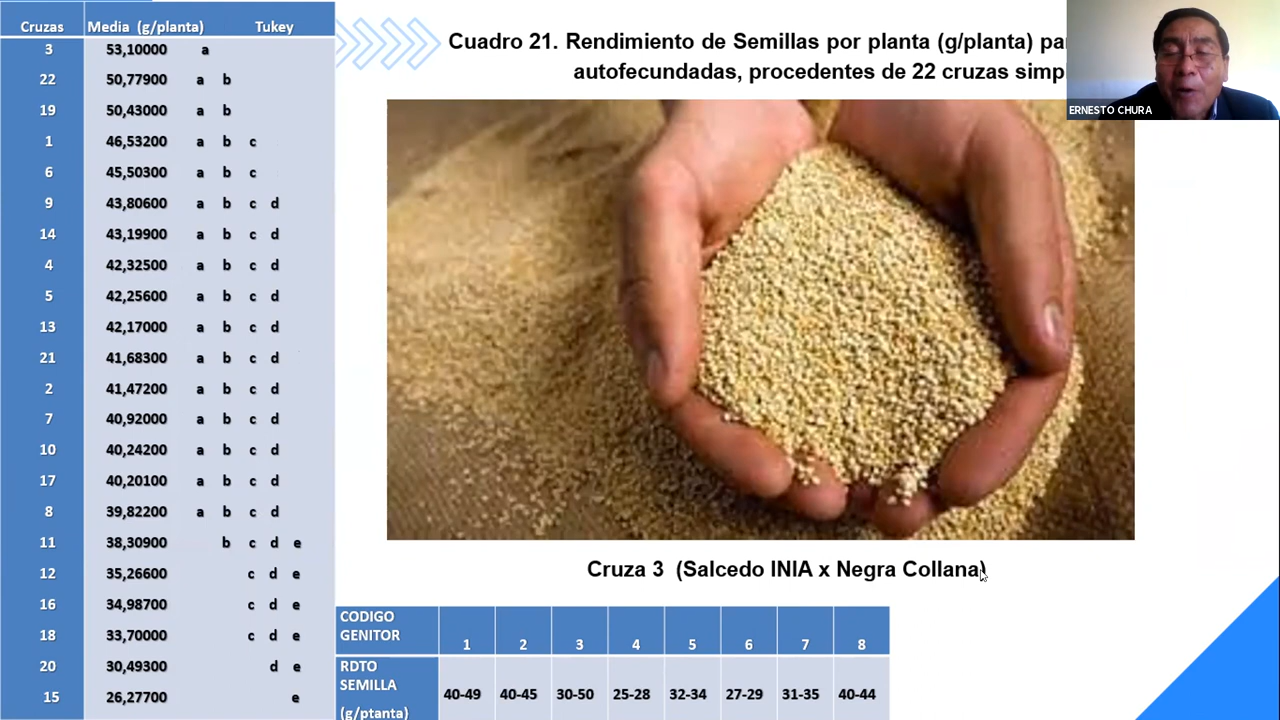 Cruzas Media (g/planta) Tukey
3 53,10000 a
22 50,77900 a b
19 50,43000 a b
1 46,53200 a b c
6 45,50300 a b c
9 43,80600 a b c d
14 43,19900 a b c d
4 42,32500 a b c d
5 42,25600 a b c d
13 42,17000 a b c d
21 41,68300 a b c d
2 41,47200 a b c d
7 40,92000 a b c d
10 40,24200 a b c d
17 40,20100 a b c d
8 39,82200 a b c d
11 38,30900 b c d e
12 35,26600 c d e
16 34,98700 c d e
18 33,70000 c d e
20 30,49300 d e
15 26,27700 e
Cuadro 21. Rendimiento de Semillas por planta (g/planta)
autofecundadas, procedentes de 22 cruzas
ERNESTO CHURA
Cruza 3 (Salcedo INIA x Negra Collana)
CODIGO
GENITOR 1 2 3 4 5 6 7 8
RDTO
SEMILLA 40-49 40-45 30-50 25-28 32-34 27-29 31-35 40-44
(g/ptanta)